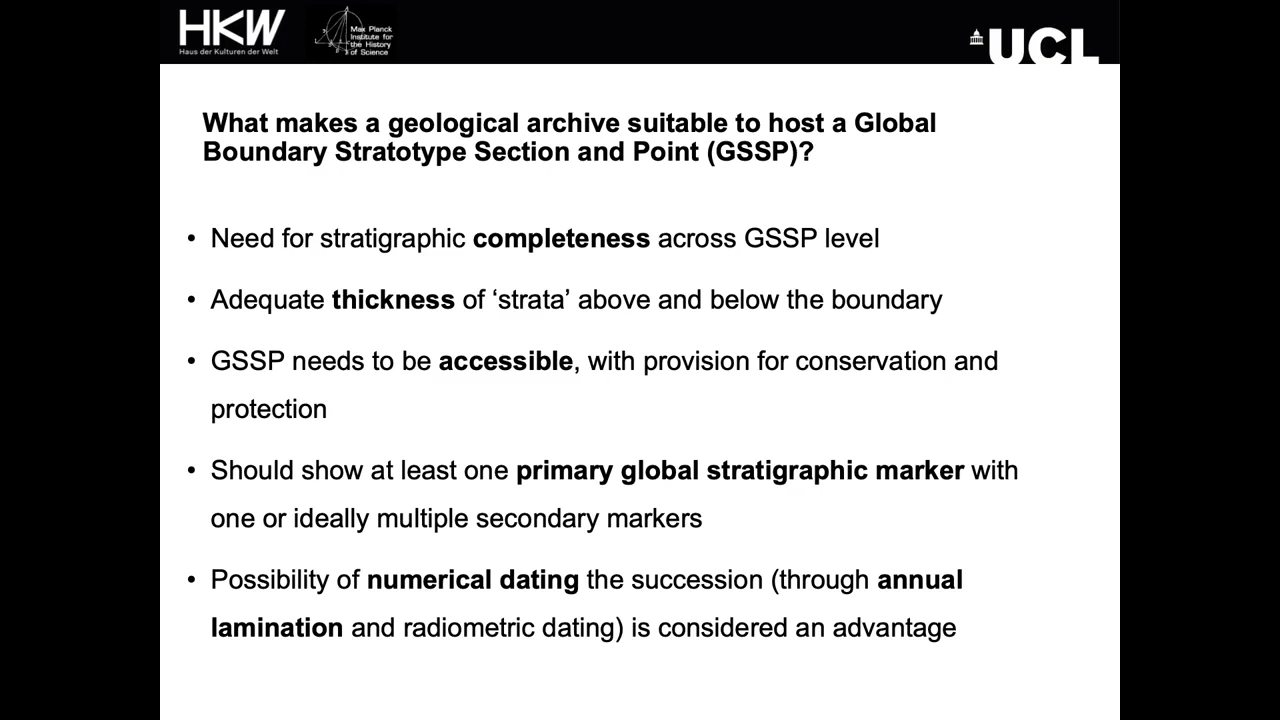 HKW
Haus der Kulturen der Welt
Max Planck
Institute for
the History
of Science
UCL
What makes a geological archive suitable to host a Global
Boundary Stratotype Section and Point (GSSP)?
• Need for stratigraphic completeness across GSSP level
• Adequate thickness of ‘strata’ above and below the boundary
• GSSP needs to be accessible, with provision for conservation and
protection
• Should show at least one primary global stratigraphic marker with
one or ideally multiple secondary markers
• Possibility of numerical dating the succession (through annual
lamination and radiometric dating) is considered an advantage